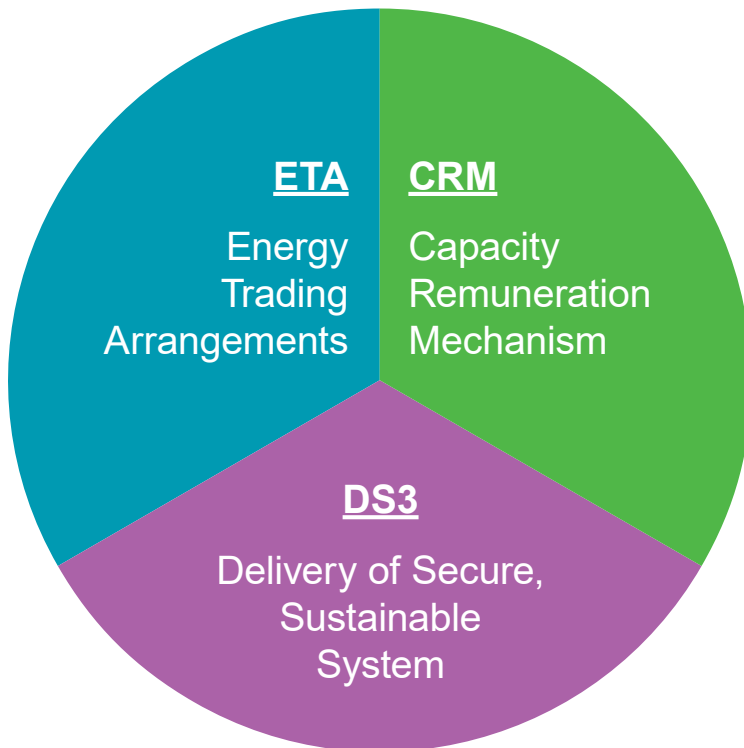 ETA
Energy
Trading
Arrangements
CRM
Capacity
Remuneration
Mechanism
DS3
Delivery of Secure,
Sustainable
System